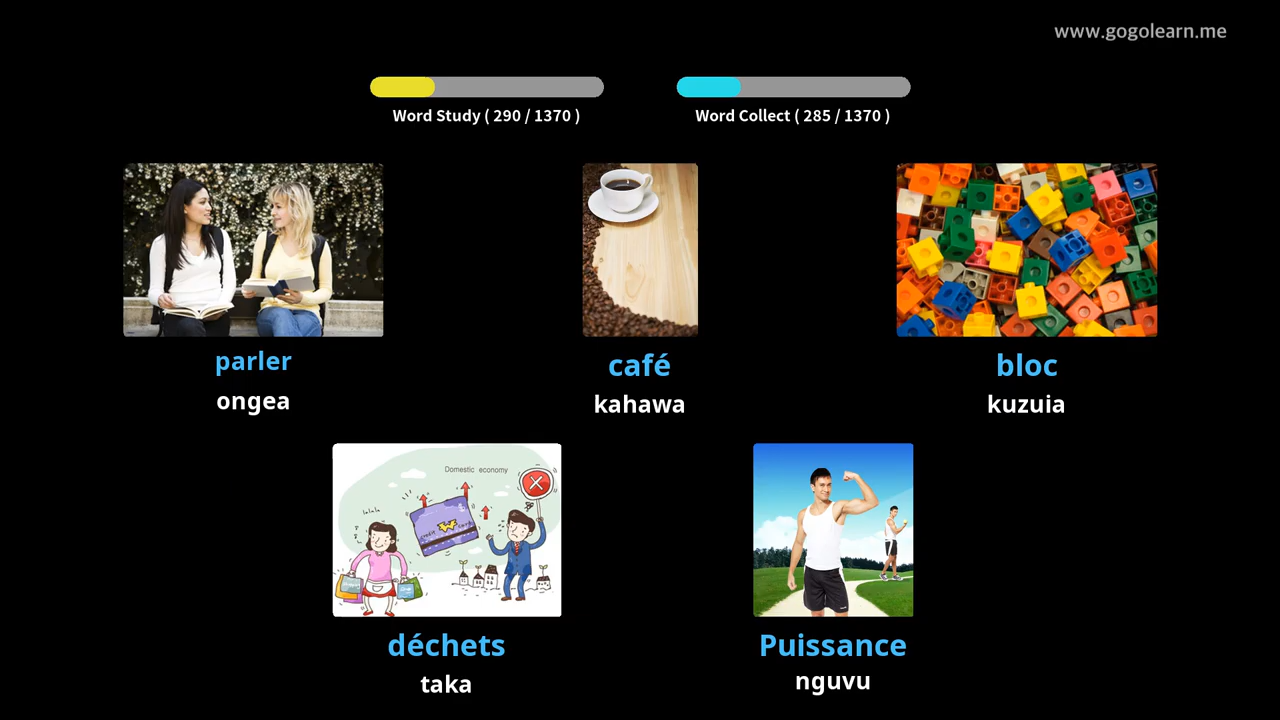 www.gogolearn.me
Word Study ( 290 / 1370 )
Word Collect ( 285 / 1370 )
parler
ongea
café
kahawa
bloc
kuzuia
Domestic economy
lalala
déchets
taka
Puissance
nguvu